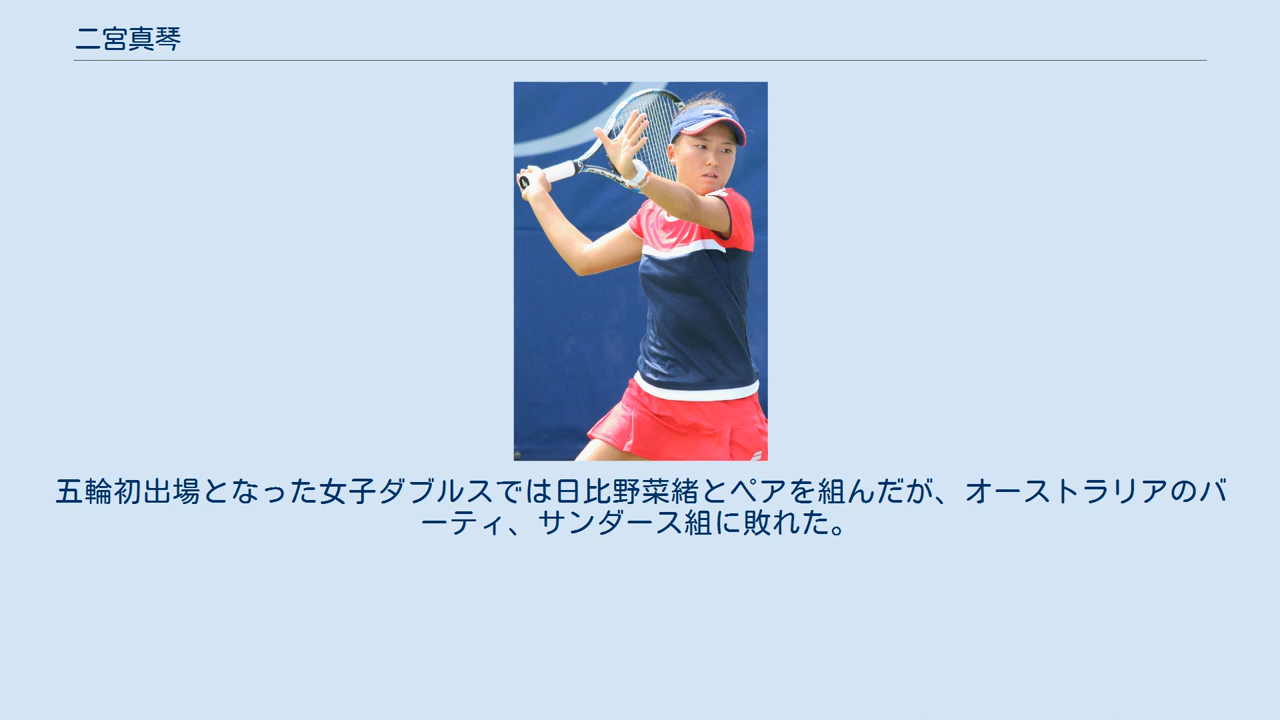 二宮真琴
五輪初出場となった女子ダブルスでは日比野菜緒とペアを組んだが、オーストラリアのバ
ーティ、サンダース組に敗れた。